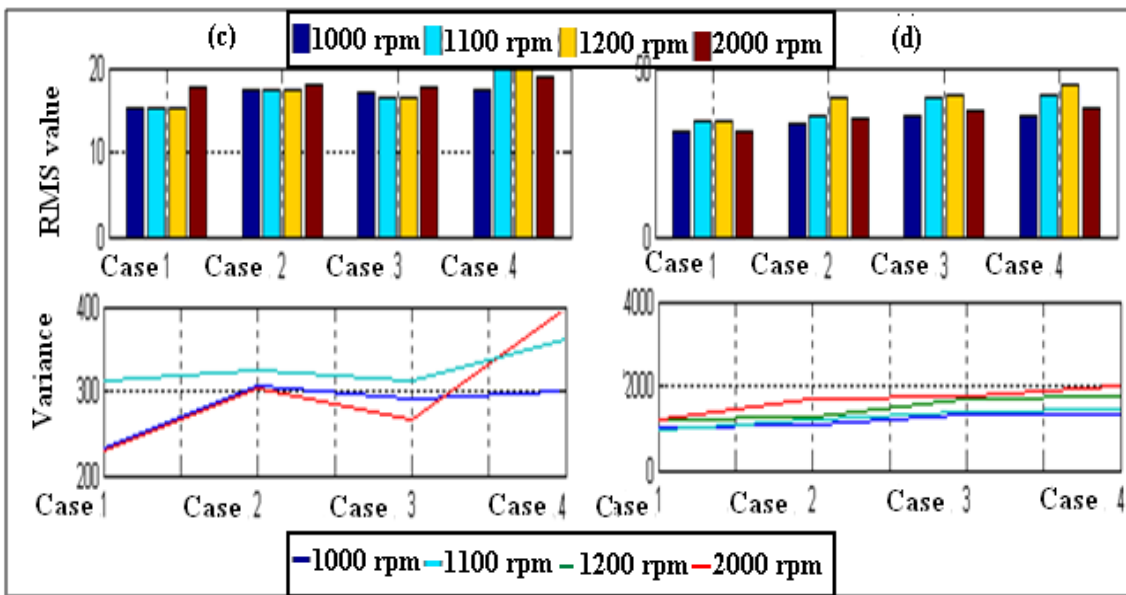 (c)
1000 rpm 1100 rpm 1200 rpm 2000 rpm
(d)
RMS value
20
10
0
Case 1 Case 2 Case 3 Case 4
0
Case 1 Case 2 Case 3 Case 4
Variance
400
300
200
Case 1 Case 2 Case 3 Case 4
4000
2000
0
Case 1 Case 2 Case 3 Case 4
1000 rpm 1100 rpm 1200 rpm 2000 rpm